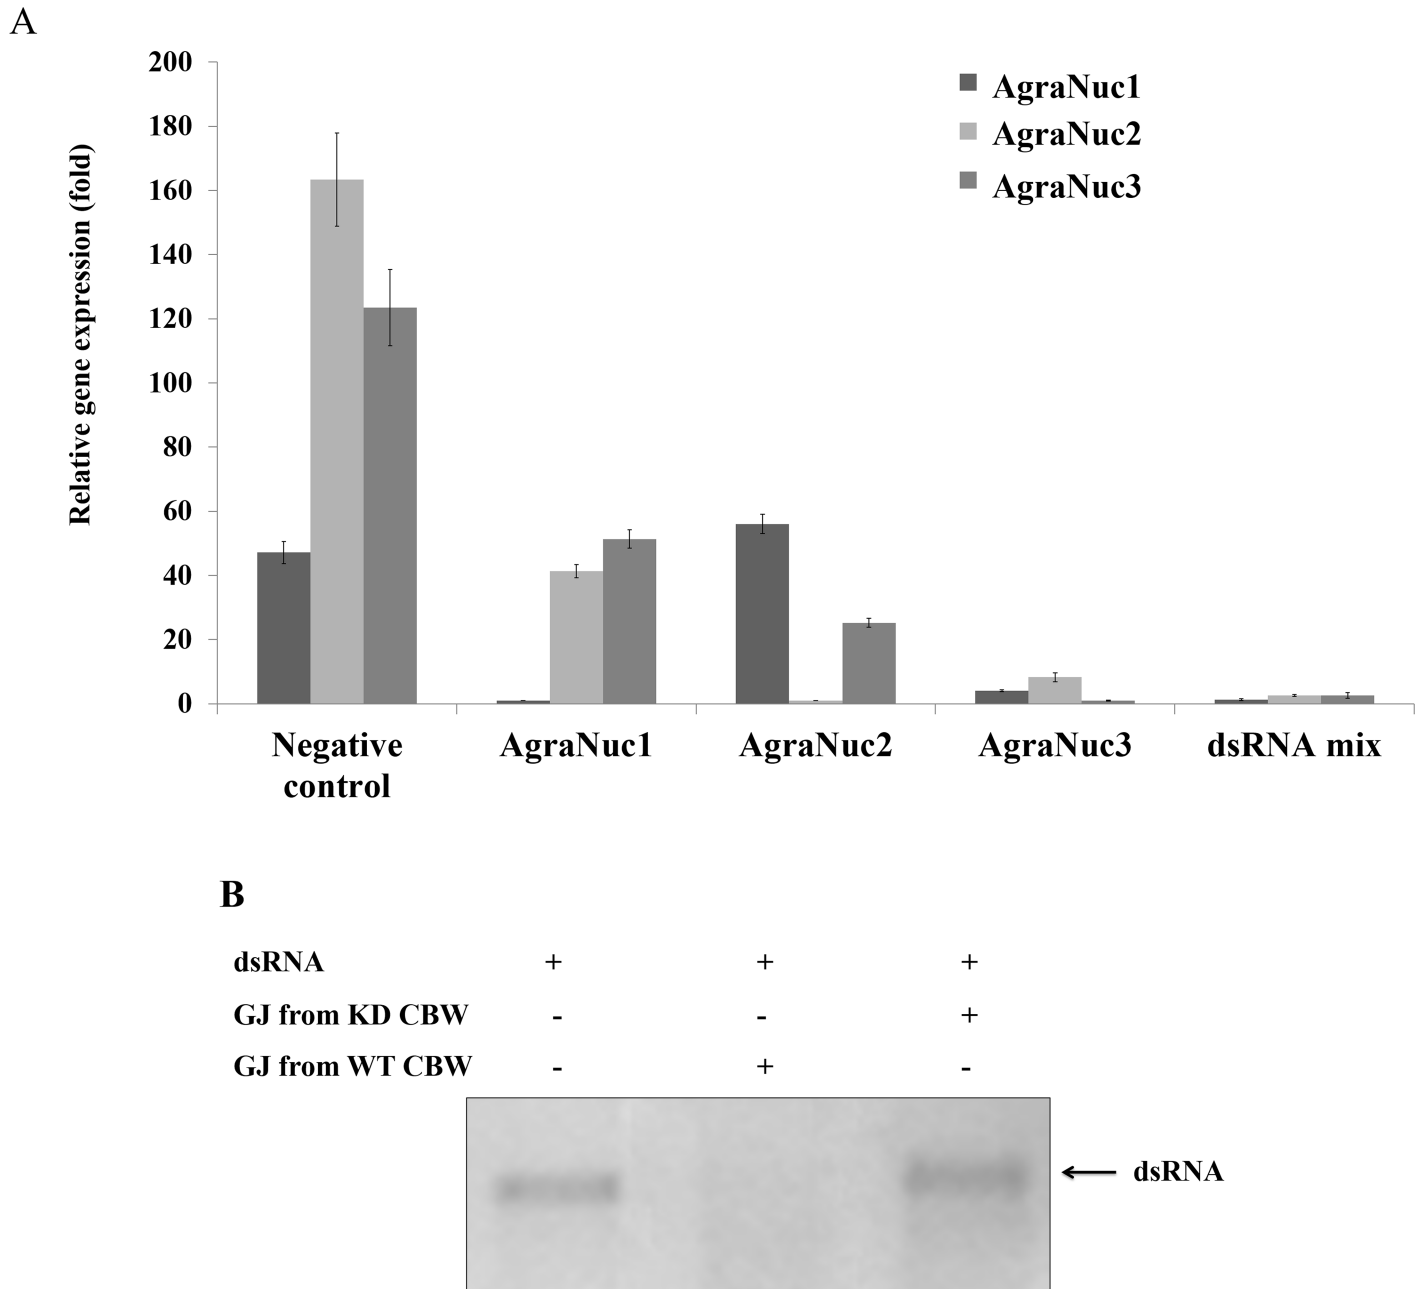 A
200
180
160
140
120
100
80
60
40
20
0
Relative gene expression (fold)
AgraNuc1
AgraNuc2
AgraNuc3
Negative control
AgraNuc1
AgraNuc2
AgraNuc3
dsRNA mix
B
dsRNA + + +
GJ from KD CBW - - +
GJ from WT CBW - + -
dsRNA